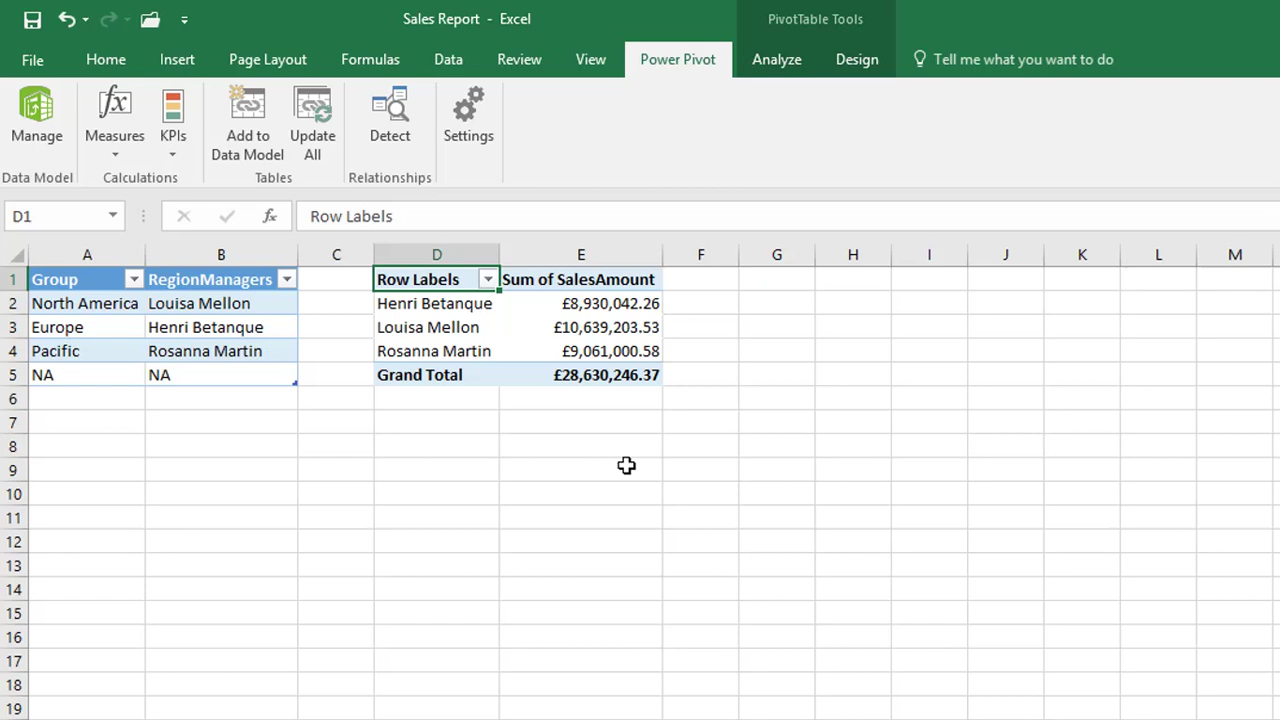 Sales Report - Excel
PivotTable Tools
File Home Insert Page Layout Formulas Data Review View Power Pivot Analyze Design Tell me what you want to do
Manage Measures KPIs Add to Data Model Update All Detect Settings
Data Model Calculations Tables Relationships
D1 fx Row Labels
A B C D E F G H I J K L M
1 Group RegionManagers Row Labels Sum of SalesAmount
2 North America Louisa Mellon Henri Betanque £8,930,042.26
3 Europe Henri Betanque Louisa Mellon £10,639,203.53
4 Pacific Rosanna Martin Rosanna Martin £9,061,000.58
5 NA NA Grand Total £28,630,246.37
6
7
8
9
10
11
12
13
14
15
16
17
18
19